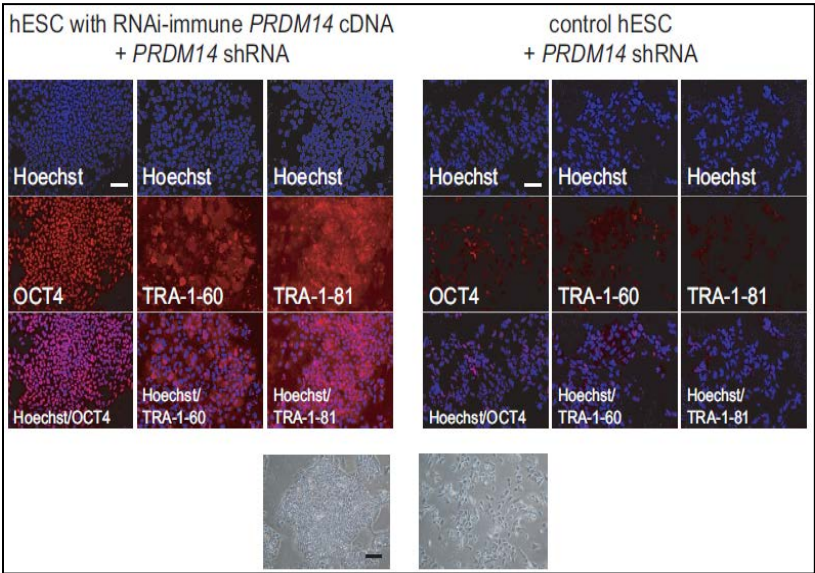 hESC with RNAi-immune PRDM14 cDNA
+ PRDM14 shRNA
control hESC
+ PRDM14 shRNA
Hoechst
Hoechst
Hoechst
Hoechst
Hoechst
Hoechst
OCT4
TRA-1-60
TRA-1-81
OCT4
TRA-1-60
TRA-1-81
Hoechst/OCT4
Hoechst/
TRA-1-60
Hoechst/
TRA-1-81
Hoechst/OCT4
Hoechst/
TRA-1-60
Hoechst/
TRA-1-81